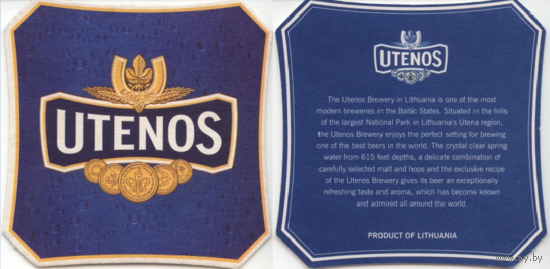 UTENOS
UTENOS
The Utenos Brewery in Lithuania is one of the most
modern breweries in the Baltic States. Situated in the hills
of the largest National Park in Lithuania's Utena region,
the Utenos Brewery enjoys the perfect setting for brewing
one of the best beers in the world. The crystal clear spring
water from 615 feet depths, a delicate combination of
carefully selected malt and hops and the exclusive recipe
of the Utenos Brewery gives its beer an exceptionally
refreshing taste and aroma, which has become known
and admired all around the world.
PRODUCT OF LITHUANIA
ay.by